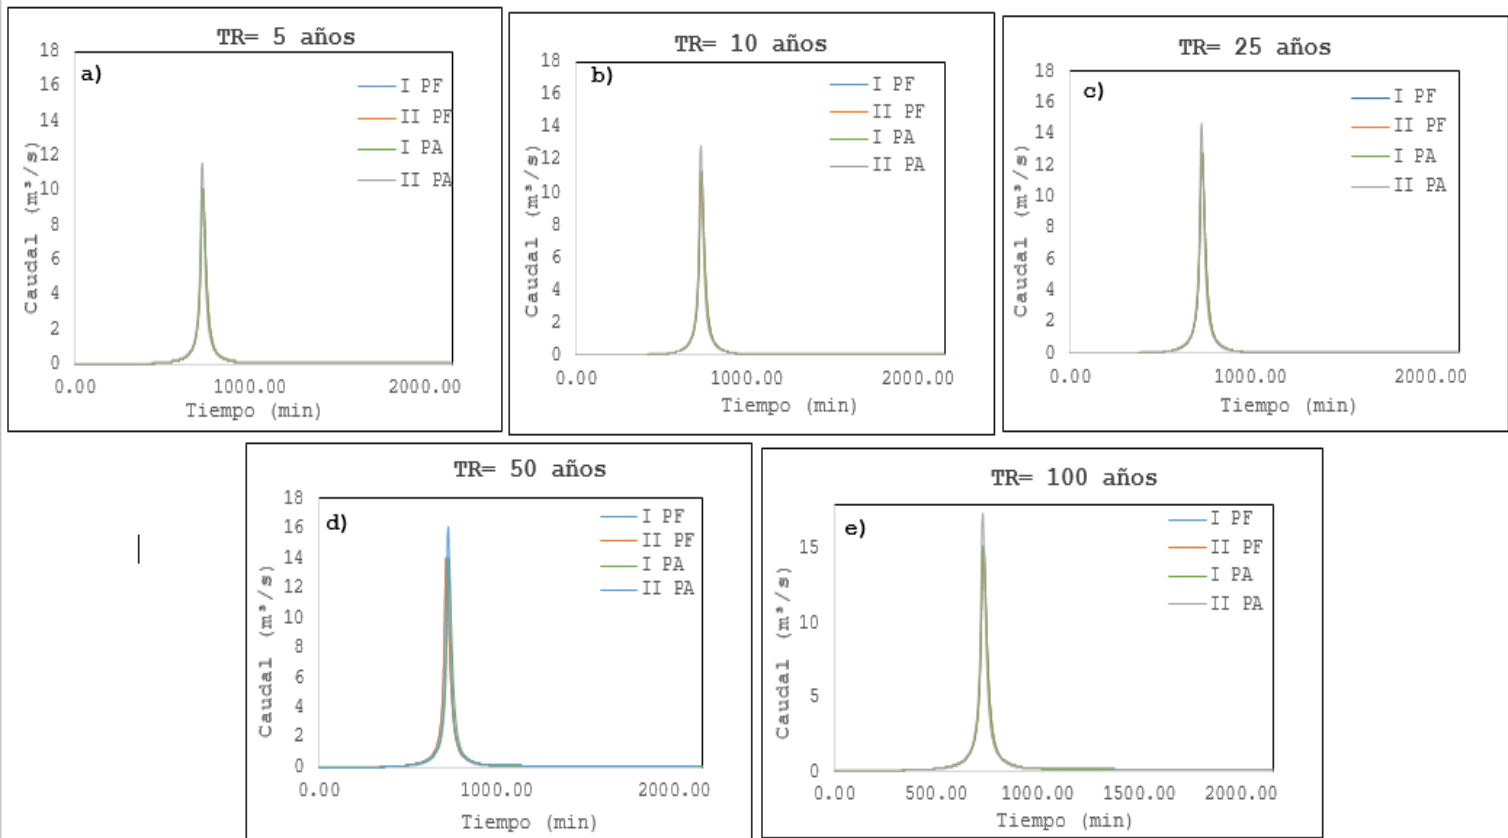 TR= 5 años
a)
18
16
14
12
10
8
6
4
2
0
Caudal (m³/s)
I PF
II PF
I PA
II PA
0.00 1000.00 2000.00
Tiempo (min)
TR= 10 años
b)
18
16
14
12
10
8
6
4
2
0
Caudal (m³/s)
I PF
II PF
I PA
II PA
0.00 1000.00 2000.00
Tiempo (min)
TR= 25 años
c)
18
16
14
12
10
8
6
4
2
0
Caudal (m³/s)
I PF
II PF
I PA
II PA
0.00 1000.00 2000.00
Tiempo (min)
TR= 50 años
d)
18
16
14
12
10
8
6
4
2
0
Caudal (m³/s)
I PF
II PF
I PA
II PA
0.00 1000.00 2000.00
Tiempo (min)
TR= 100 años
e)
15
10
5
0
Caudal (m³/s)
I PF
II PF
I PA
II PA
0.00 500.00 1000.00 1500.00 2000.00
Tiempo (min)